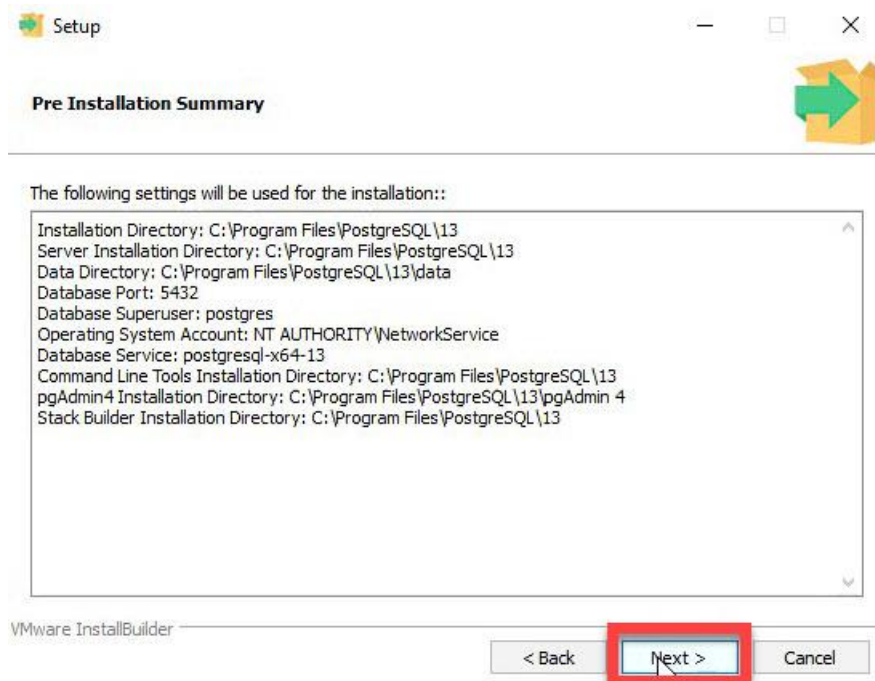 Setup
Pre Installation Summary
The following settings will be used for the installation::
Installation Directory: C:\Program Files\PostgreSQL\13
Server Installation Directory: C:\Program Files\PostgreSQL\13
Data Directory: C:\Program Files\PostgreSQL\13\data
Database Port: 5432
Database Superuser: postgres
Operating System Account: NT AUTHORITY\NetworkService
Database Service: postgresql-x64-13
Command Line Tools Installation Directory: C:\Program Files\PostgreSQL\13
pgAdmin4 Installation Directory: C:\Program Files\PostgreSQL\13\pgAdmin 4
Stack Builder Installation Directory: C:\Program Files\PostgreSQL\13
VMware InstallBuilder
< Back Next > Cancel